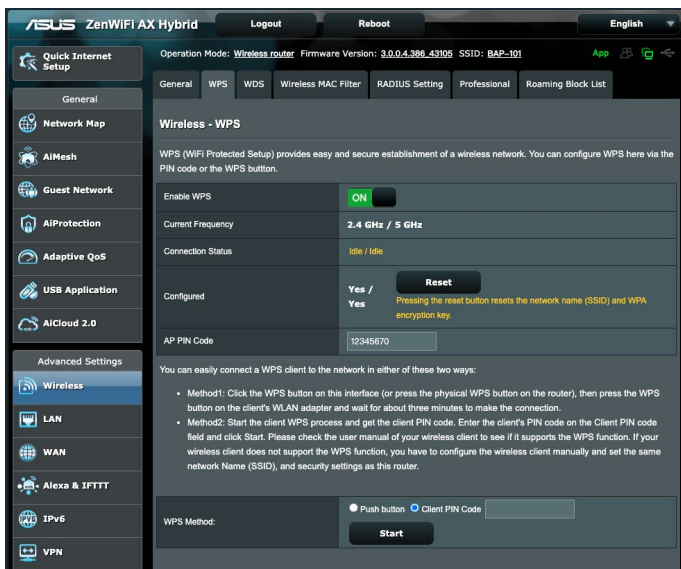 ASUS ZenWiFi AX Hybrid Logout Reboot English
Quick Internet Setup
Operation Mode: Wireless router Firmware Version: 3.0.0.4.386_43105 SSID: BAP-101 App
General WPS WDS Wireless MAC Filter RADIUS Setting Professional Roaming Block List
General
Network Map
AiMesh
Guest Network
AiProtection
Adaptive QoS
USB Application
AiCloud 2.0
Advanced Settings
Wireless
LAN
WAN
Alexa & IFTTT
IPv6
VPN
Wireless - WPS
WPS (WiFi Protected Setup) provides easy and secure establishment of a wireless network. You can configure WPS here via the
PIN code or the WPS buttton.
Enable WPS ON
Current Frequency 2.4 GHz / 5 GHz
Connection Status Idle / Idle
Configured Yes / Yes Reset
Pressing the reset button resets the network name (SSID) and WPA
encryption key.
AP PIN Code 12345670
You can easily connect a WPS client to the network in either of these two ways:
• Method1: Click the WPS button on this interface (or press the physical WPS button on the router), then press the WPS
button on the client's WLAN adapter and wait for about three minutes to make the connection.
• Method2: Start the client WPS process and get the client PIN code. Enter the client's PIN code on the Client PIN code
field and click Start. Please check the user manual of your wireless client to see if it supports the WPS function. If your
wireless client does not support the WPS function, you have to configure the wireless client manually and set the same
network Name (SSID), and security settings as this router.
WPS Method: Push button Client PIN Code
Start